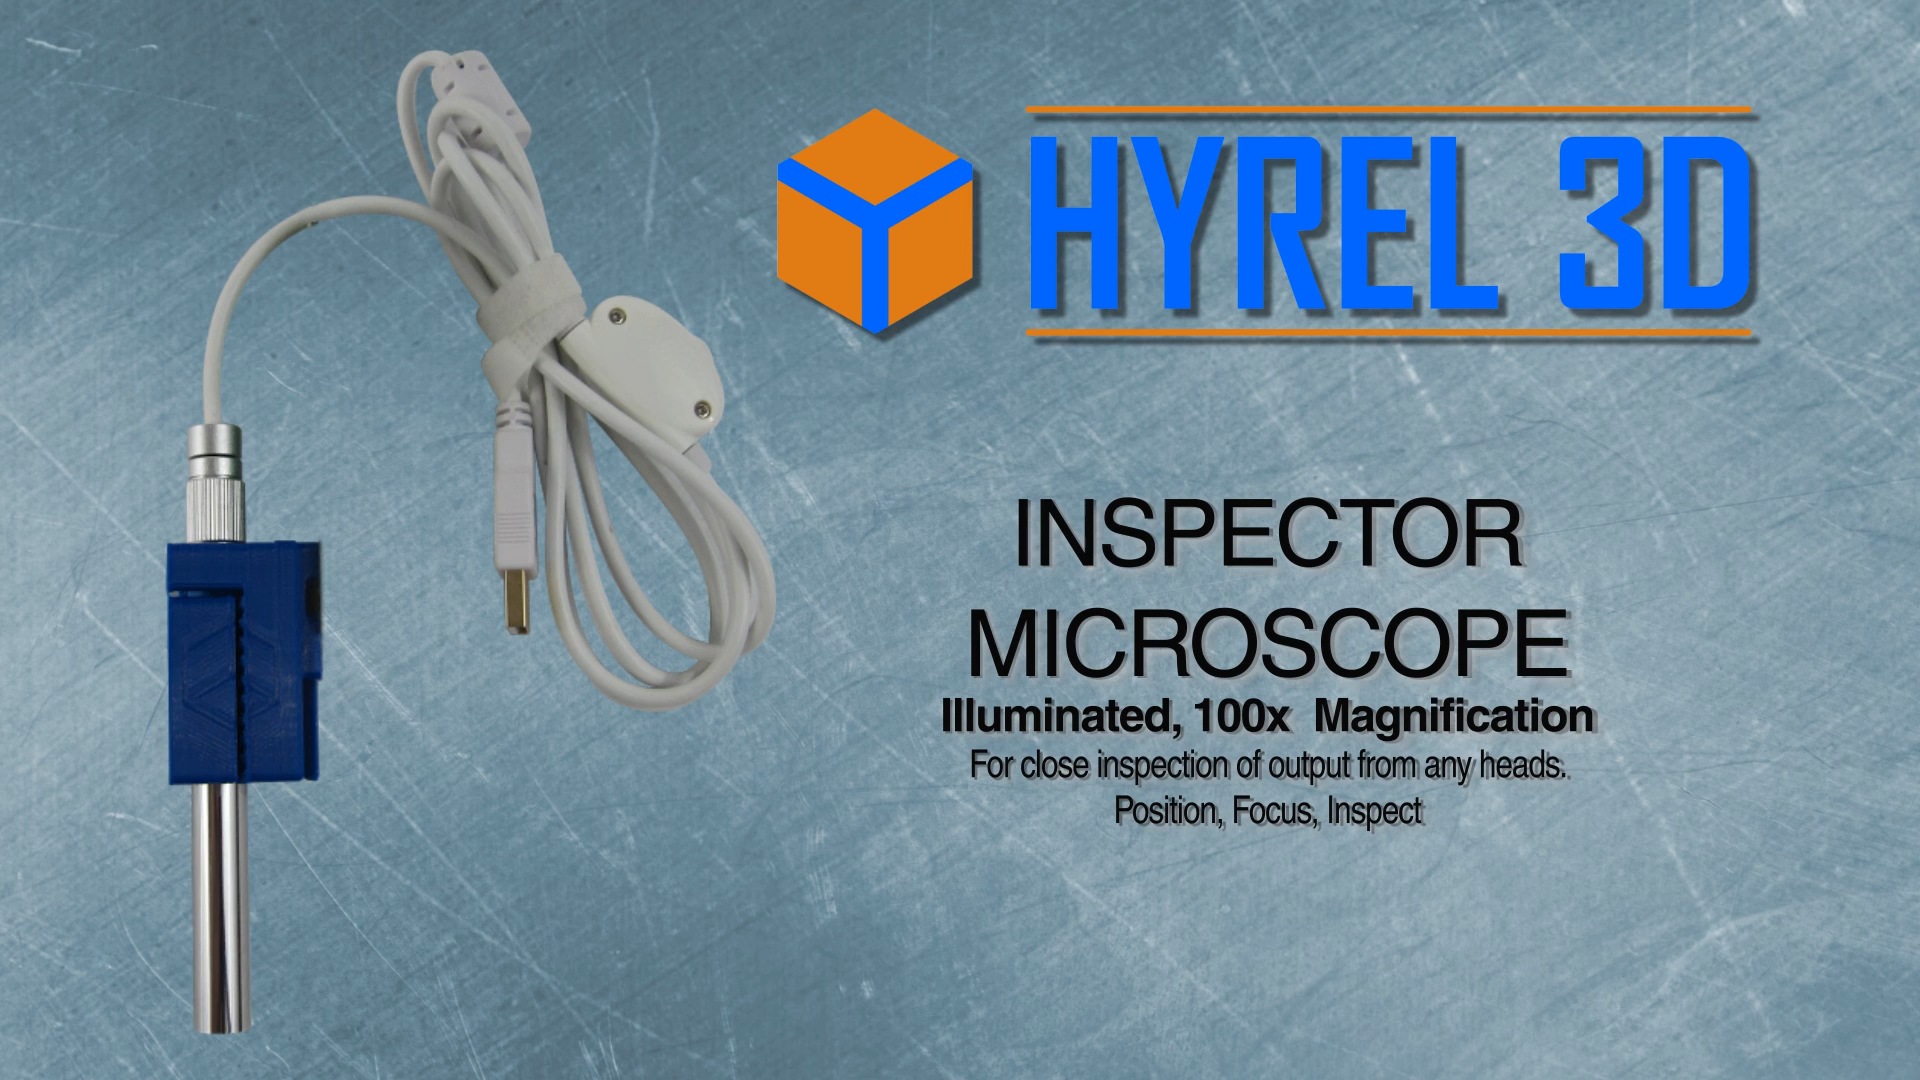 HYREL 3D
INSPECTOR
MICROSCOPE
Illuminated, 100x  Magnification
For close inspection of output from any heads.
Position, Focus, Inspect